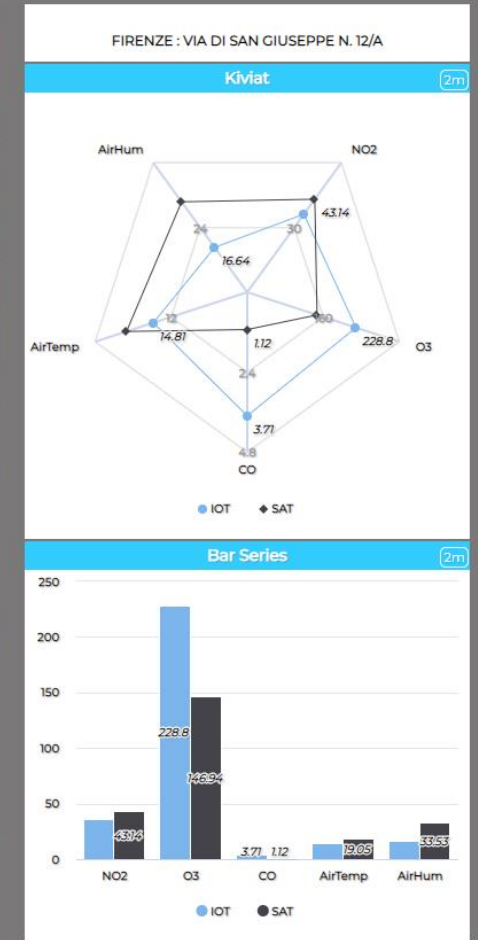 FIRENZE : VIA DI SAN GIUSEPPE N. 12/A
Kiviat 2m
AirHum NO2
43.14
24 30
16.64
12 14.81
160
AirTemp 228.8 O3
1.12
2.4
3.71
4.8
CO
IOT SAT
Bar Series 2m
250
200
150
228.8
100
146.94
50
43.14 3.71 1.12 19.05 33.53
0
NO2 O3 CO AirTemp AirHum
IOT SAT